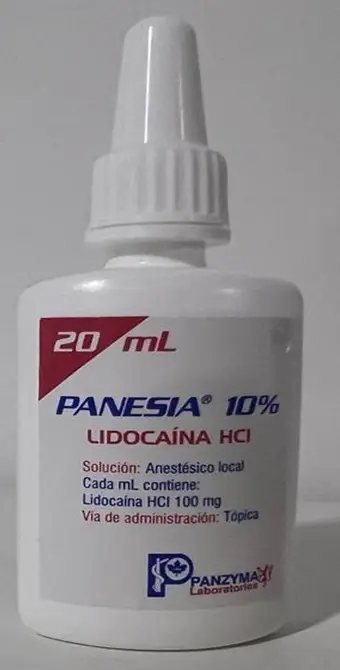 20 mL
PANESIA® 10%
LIDOCAÍNA HCl
Solución: Anestésico local
Cada mL contiene:
Lidocaína HCl 100 mg
Vía de administración: Tópica
P PANZYMA
Laboratories